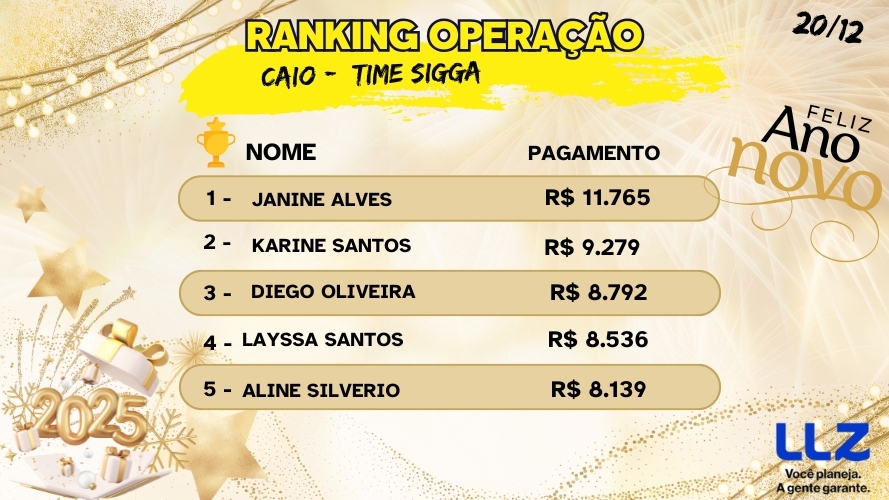 RANKING OPERAÇÃO
20/12
CAIO - TIME SIGGA
FELIZ
Ano
novo
NOME PAGAMENTO
1 - JANINE ALVES R$ 11.765
2 - KARINE SANTOS R$ 9.279
3 - DIEGO OLIVEIRA R$ 8.792
4 - LAYSSA SANTOS R$ 8.536
5 - ALINE SILVERIO R$ 8.139
2025
LLZ
Você planeja.
A gente garante.